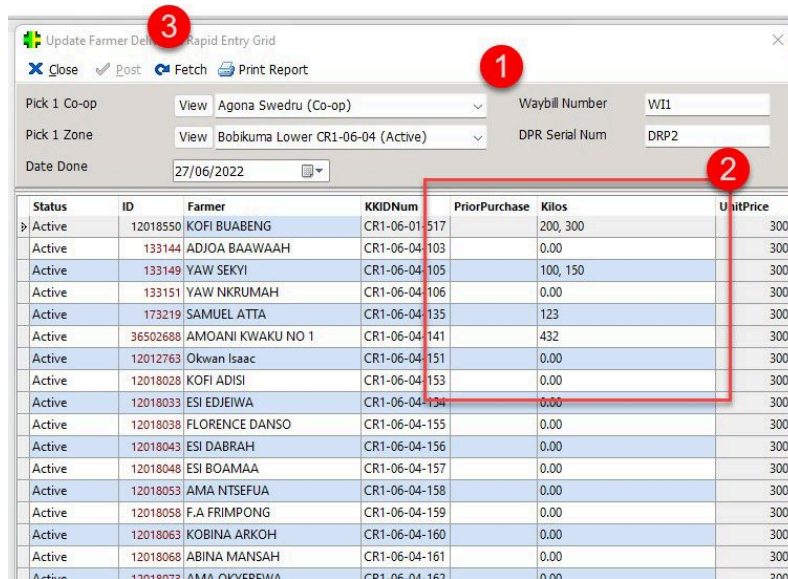 3
Update Farmer Deli Rapid Entry Grid
Close Post Fetch Print Report
1
Pick 1 Co-op View Agona Swedru (Co-op) Waybill Number WI1
Pick 1 Zone View Bobikuma Lower CR1-06-04 (Active) DPR Serial Num DRP2
Date Done 27/06/2022
2
Status ID Farmer KKIDNum PriorPurchase Kilos UnitPrice
Active 12018550 KOFI BUABENG CR1-06-01-517 200, 300 300
Active 133144 ADJOA BAAWAAH CR1-06-04-103 0.00 300
Active 133149 YAW SEKYI CR1-06-04-105 100, 150 300
Active 133151 YAW NKRUMAH CR1-06-04-106 0.00 300
Active 173219 SAMUEL ATTA CR1-06-04-135 123 300
Active 36502688 AMOANI KWAKU NO 1 CR1-06-04-141 432 300
Active 12012763 Okwan Isaac CR1-06-04-151 0.00 300
Active 12018028 KOFI ADISI CR1-06-04-153 0.00 300
Active 12018033 ESI EDJEIWA CR1-06-04-154 0.00 300
Active 12018038 FLORENCE DANSO CR1-06-04-155 0.00 300
Active 12018043 ESI DABRAH CR1-06-04-156 0.00 300
Active 12018048 ESI BOAMAA CR1-06-04-157 0.00 300
Active 12018053 AMA NTSEFUA CR1-06-04-158 0.00 300
Active 12018058 F.A FRIMPONG CR1-06-04-159 0.00 300
Active 12018063 KOBINA ARKOH CR1-06-04-160 0.00 300
Active 12018068 ABINA MANSAH CR1-06-04-161 0.00 300
Active 12018073 AMA OKYEREWA CR1-06-04-162 0.00 300